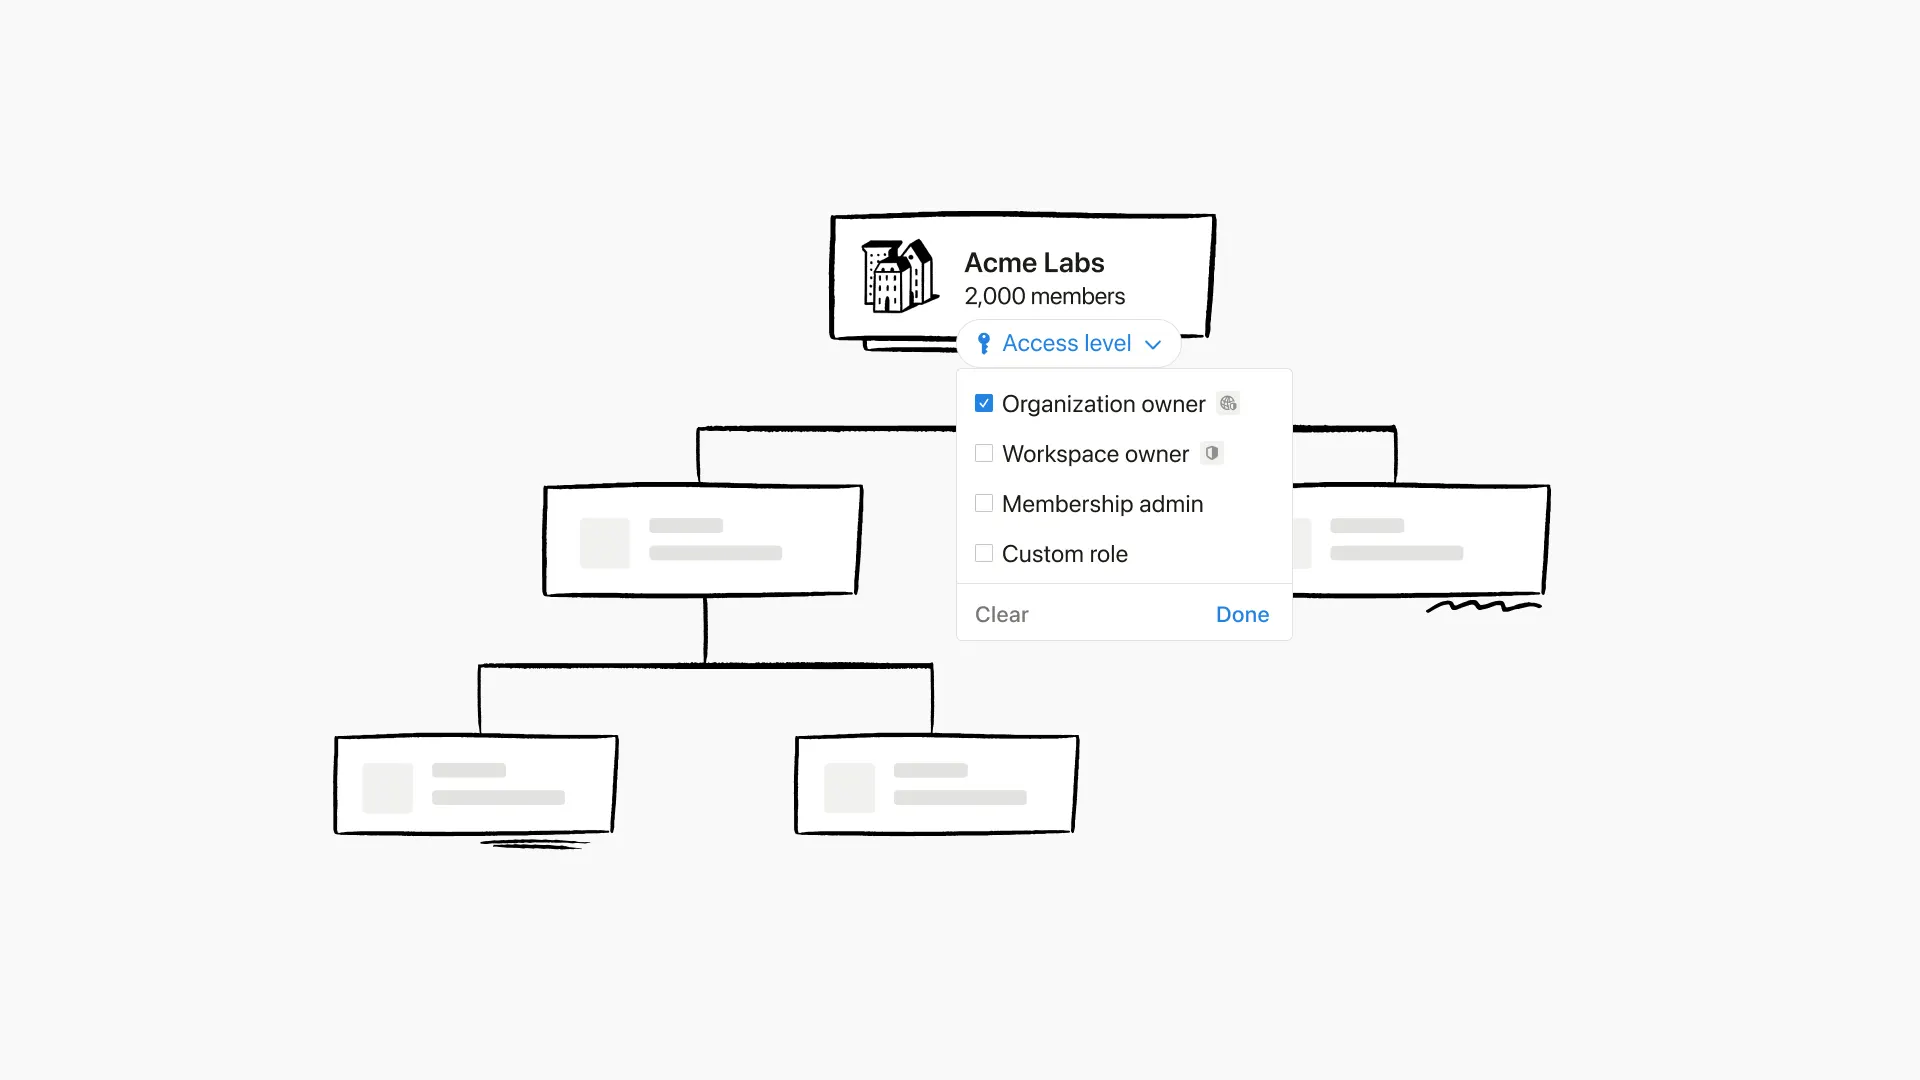 Acme Labs
2,000 members
Access level
Organization owner
Workspace owner
Membership admin
Custom role
Clear
Done